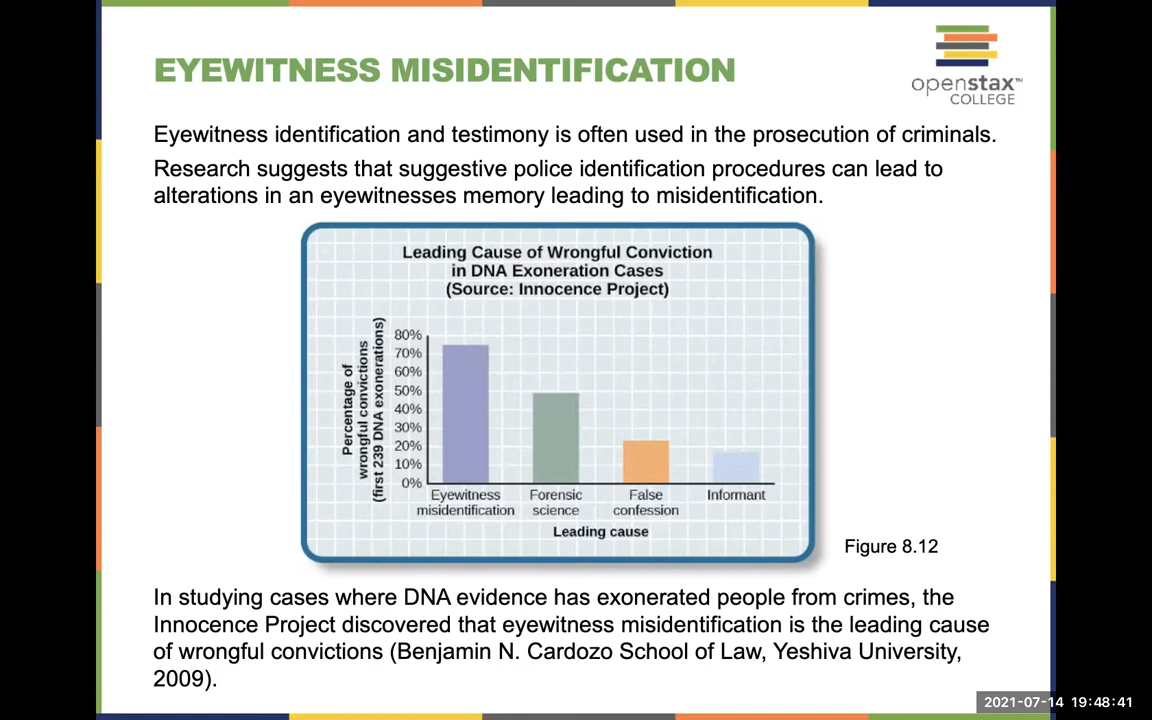 EYEWITNESS MISIDENTIFICATION
openstax™
COLLEGE
Eyewitness identification and testimony is often used in the prosecution of criminals.
Research suggests that suggestive police identification procedures can lead to
alterations in an eyewitnesses memory leading to misidentification.
Leading Cause of Wrongful Conviction
in DNA Exoneration Cases
(Source: Innocence Project)
Percentage of
wrongful convictions
(first 239 DNA exonerations)
80%
70%
60%
50%
40%
30%
20%
10%
0%
Eyewitness
misidentification
Forensic
science
False
confession
Informant
Leading cause
Figure 8.12
In studying cases where DNA evidence has exonerated people from crimes, the
Innocence Project discovered that eyewitness misidentification is the leading cause
of wrongful convictions (Benjamin N. Cardozo School of Law, Yeshiva University,
2009).
2021-07-14 19:48:41